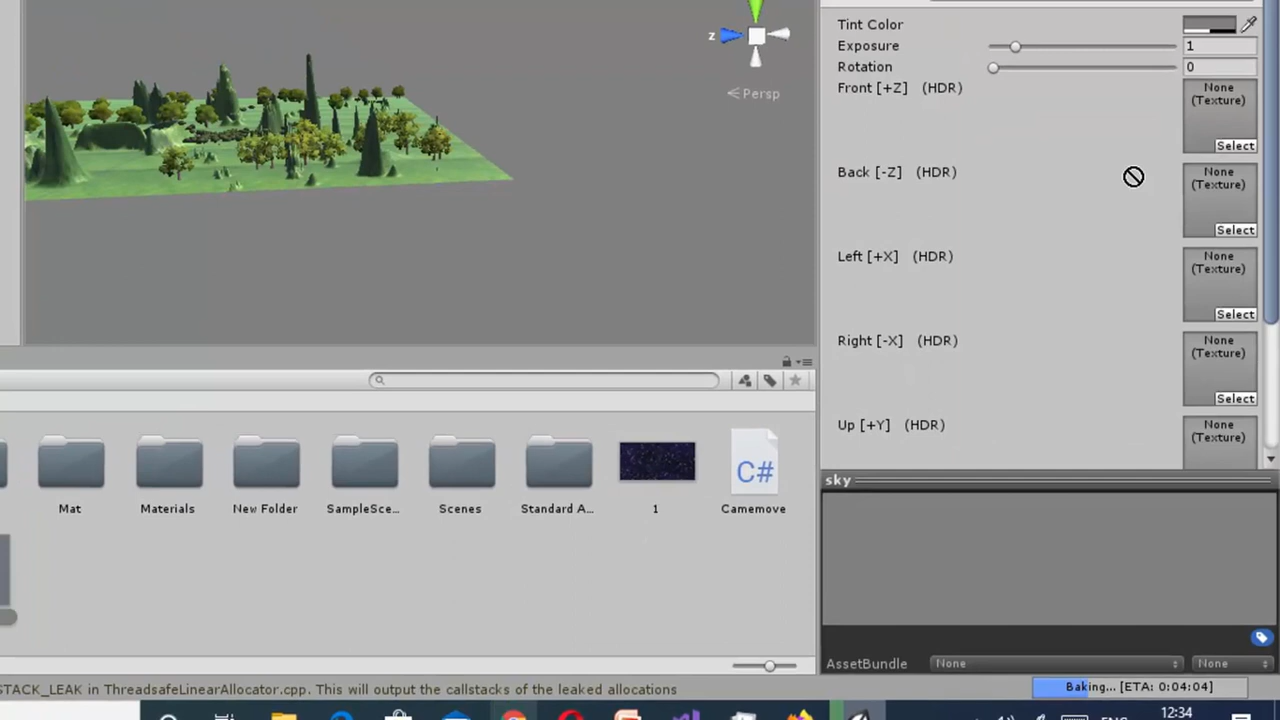 Tint Color
Exposure 1
Rotation 0
Front [+Z] (HDR) None (Texture) Select
Back [-Z] (HDR) None (Texture) Select
Left [+X] (HDR) None (Texture) Select
Right [-X] (HDR) None (Texture) Select
Up [+Y] (HDR) None (Texture)
z
Persp
C#
Mat Materials New Folder SampleSce... Scenes Standard A... 1 Camemove
sky
AssetBundle None None
STACK_LEAK in ThreadsafeLinearAllocator.cpp. This will output the callstacks of the leaked allocations
Baking... [ETA: 0:04:04]
12:34